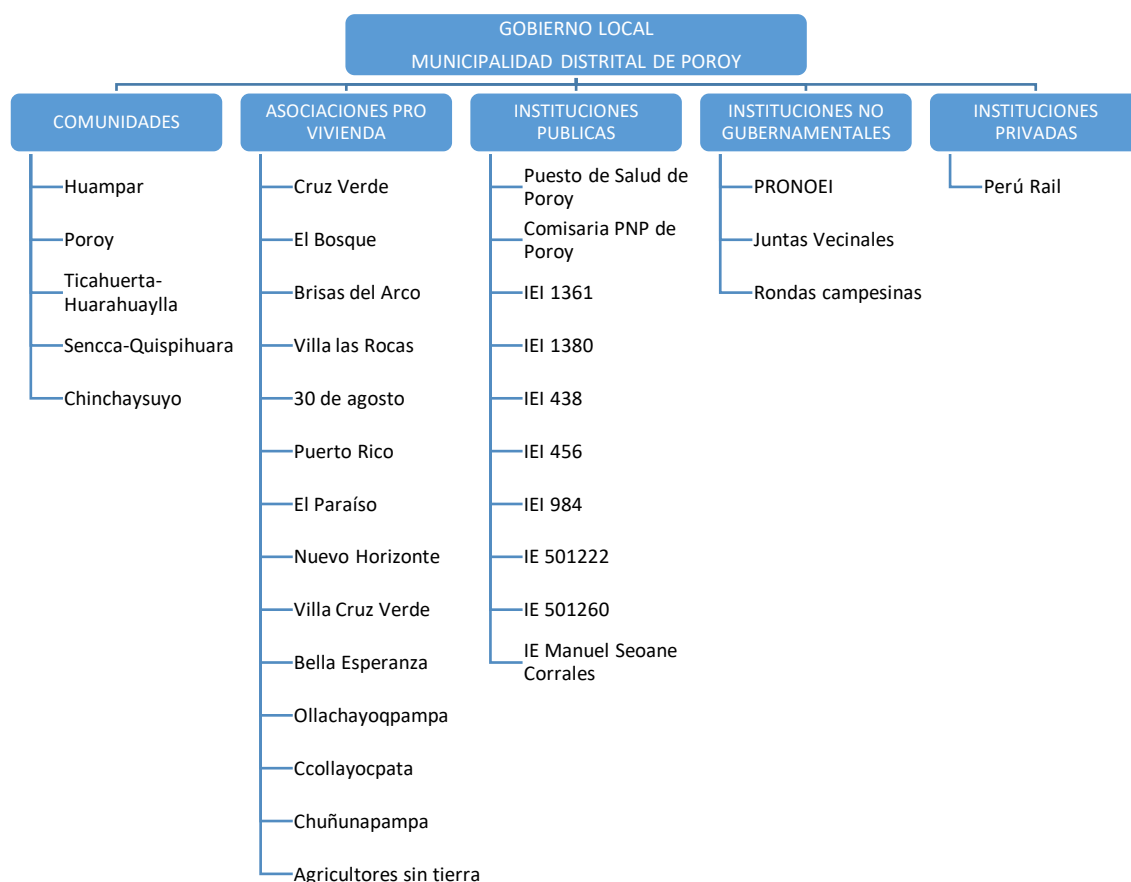 GOBIERNO LOCAL
MUNICIPALIDAD DISTRITAL DE POROY
COMUNIDADES
Huampar
Poroy
Ticahuerta-
Huarahuaylla
Sencca-Quispihuara
Chinchaysuyo
ASOCIACIONES PRO
VIVIENDA
Cruz Verde
El Bosque
Brisas del Arco
Villa las Rocas
30 de agosto
Puerto Rico
El Paraíso
Nuevo Horizonte
Villa Cruz Verde
Bella Esperanza
Ollachayoqpampa
Ccollayocpata
Chuñunapampa
Agricultores sin tierra
INSTITUCIONES
PUBLICAS
Puesto de Salud de
Poroy
Comisaria PNP de
Poroy
IEI 1361
IEI 1380
IEI 438
IEI 456
IEI 984
IE 501222
IE 501260
IE Manuel Seoane
Corrales
INSTITUCIONES NO
GUBERNAMENTALES
PRONOEI
Juntas Vecinales
Rondas campesinas
INSTITUCIONES
PRIVADAS
Perú Rail